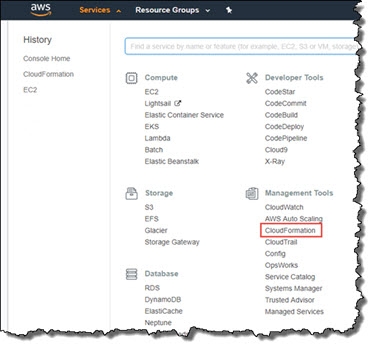 aws
Services
Resource Groups
History
Console Home
CloudFormation
EC2
Find a service by name or feature (for example, EC2, S3 or VM, storage
Compute
EC2
Lightsail
Elastic Container Service
EKS
Lambda
Batch
Elastic Beanstalk
Storage
S3
EFS
Glacier
Storage Gateway
Database
RDS
DynamoDB
ElastiCache
Neptune
Developer Tools
CodeStar
CodeCommit
CodeBuild
CodeDeploy
CodePipeline
Cloud9
X-Ray
Management Tools
CloudWatch
AWS Auto Scaling
CloudFormation
CloudTrail
Config
OpsWorks
Service Catalog
Systems Manager
Trusted Advisor
Managed Services